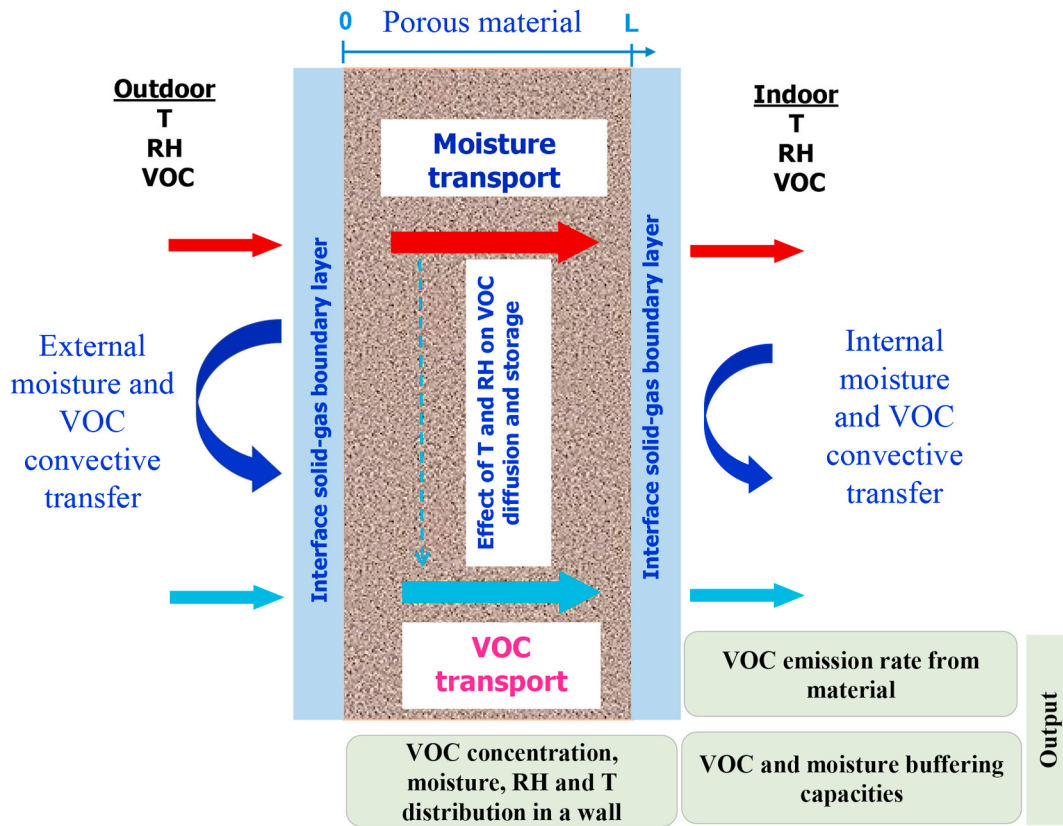 0
Porous material
L
Outdoor
T
RH
VOC
Indoor
T
RH
VOC
Moisture
transport
Interface solid-gas boundary layer
Effect of T and RH on VOC
diffusion and storage
Interface solid-gas boundary layer
External
moisture and
VOC
convective
transfer
Internal
moisture
and VOC
convective
transfer
VOC
transport
VOC emission rate from
material
VOC concentration,
moisture, RH and T
distribution in a wall
VOC and moisture buffering
capacities
Output